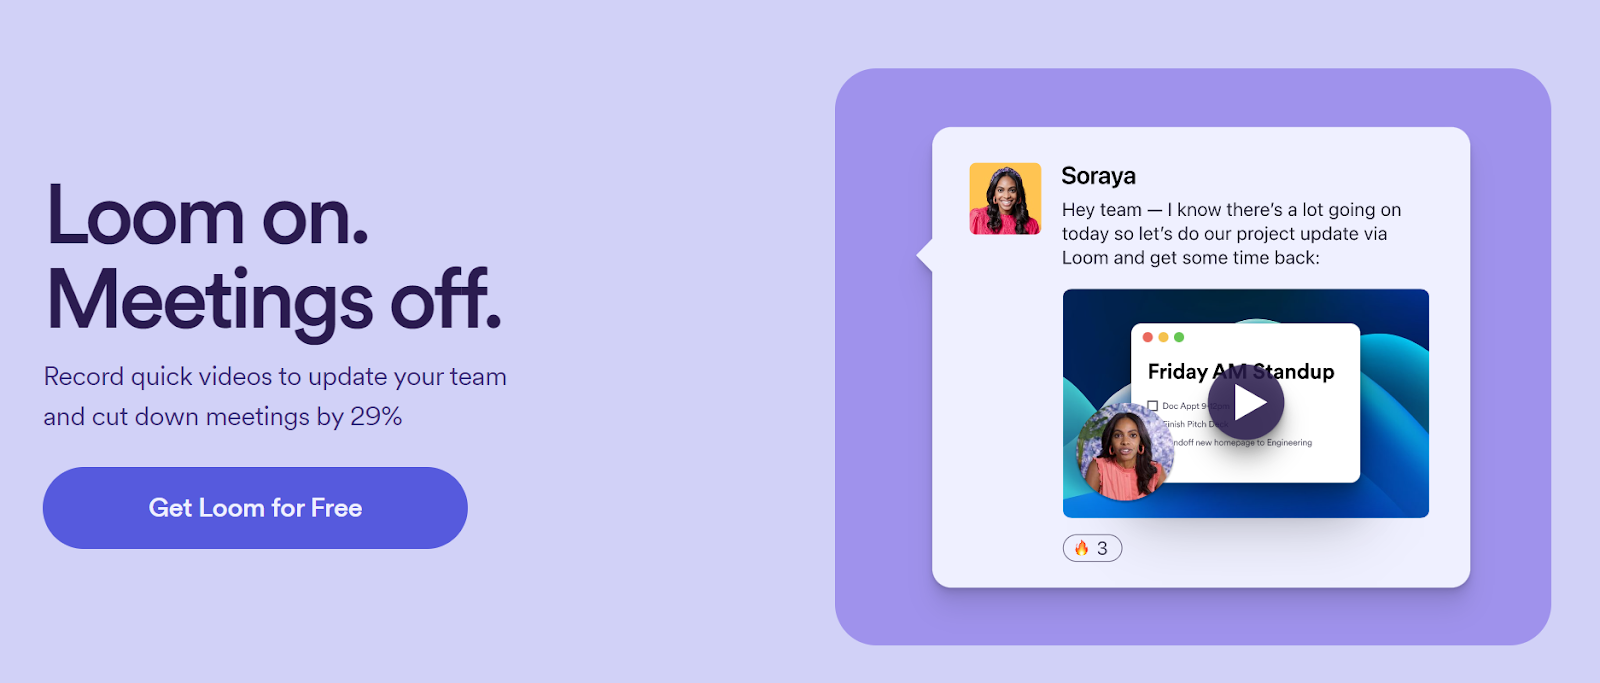 Loom on.
Meetings off.
Record quick videos to update your team
and cut down meetings by 29%
Get Loom for Free
Soraya
Hey team — I know there's a lot going on
today so let's do our project update via
Loom and get some time back:
Friday AM Standup
Doc Appt
Finish Pitch
new homepage to Engineering
3